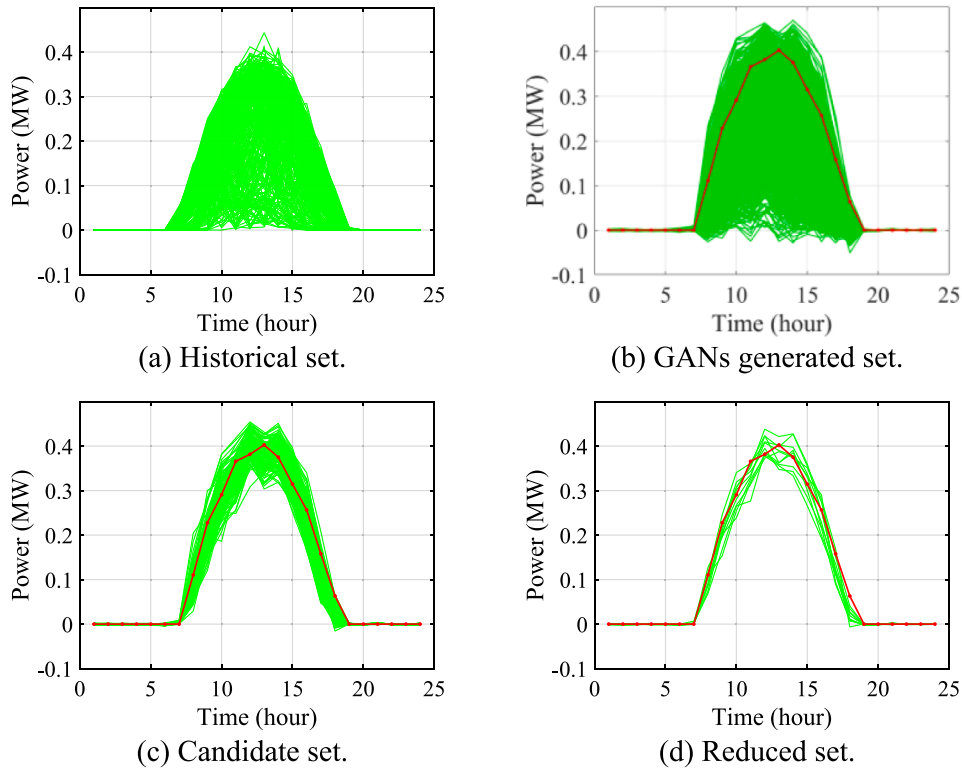 Power (MW)
0.4
0.3
0.2
0.1
0
-0.1
0 5 10 15 20 25
Time (hour)
(a) Historical set.
Power (MW)
0.4
0.3
0.2
0.1
0
-0.1
0 5 10 15 20 25
Time (hour)
(b) GANs generated set.
Power (MW)
0.4
0.3
0.2
0.1
0
-0.1
0 5 10 15 20 25
Time (hour)
(c) Candidate set.
Power (MW)
0.4
0.3
0.2
0.1
0
-0.1
0 5 10 15 20 25
Time (hour)
(d) Reduced set.